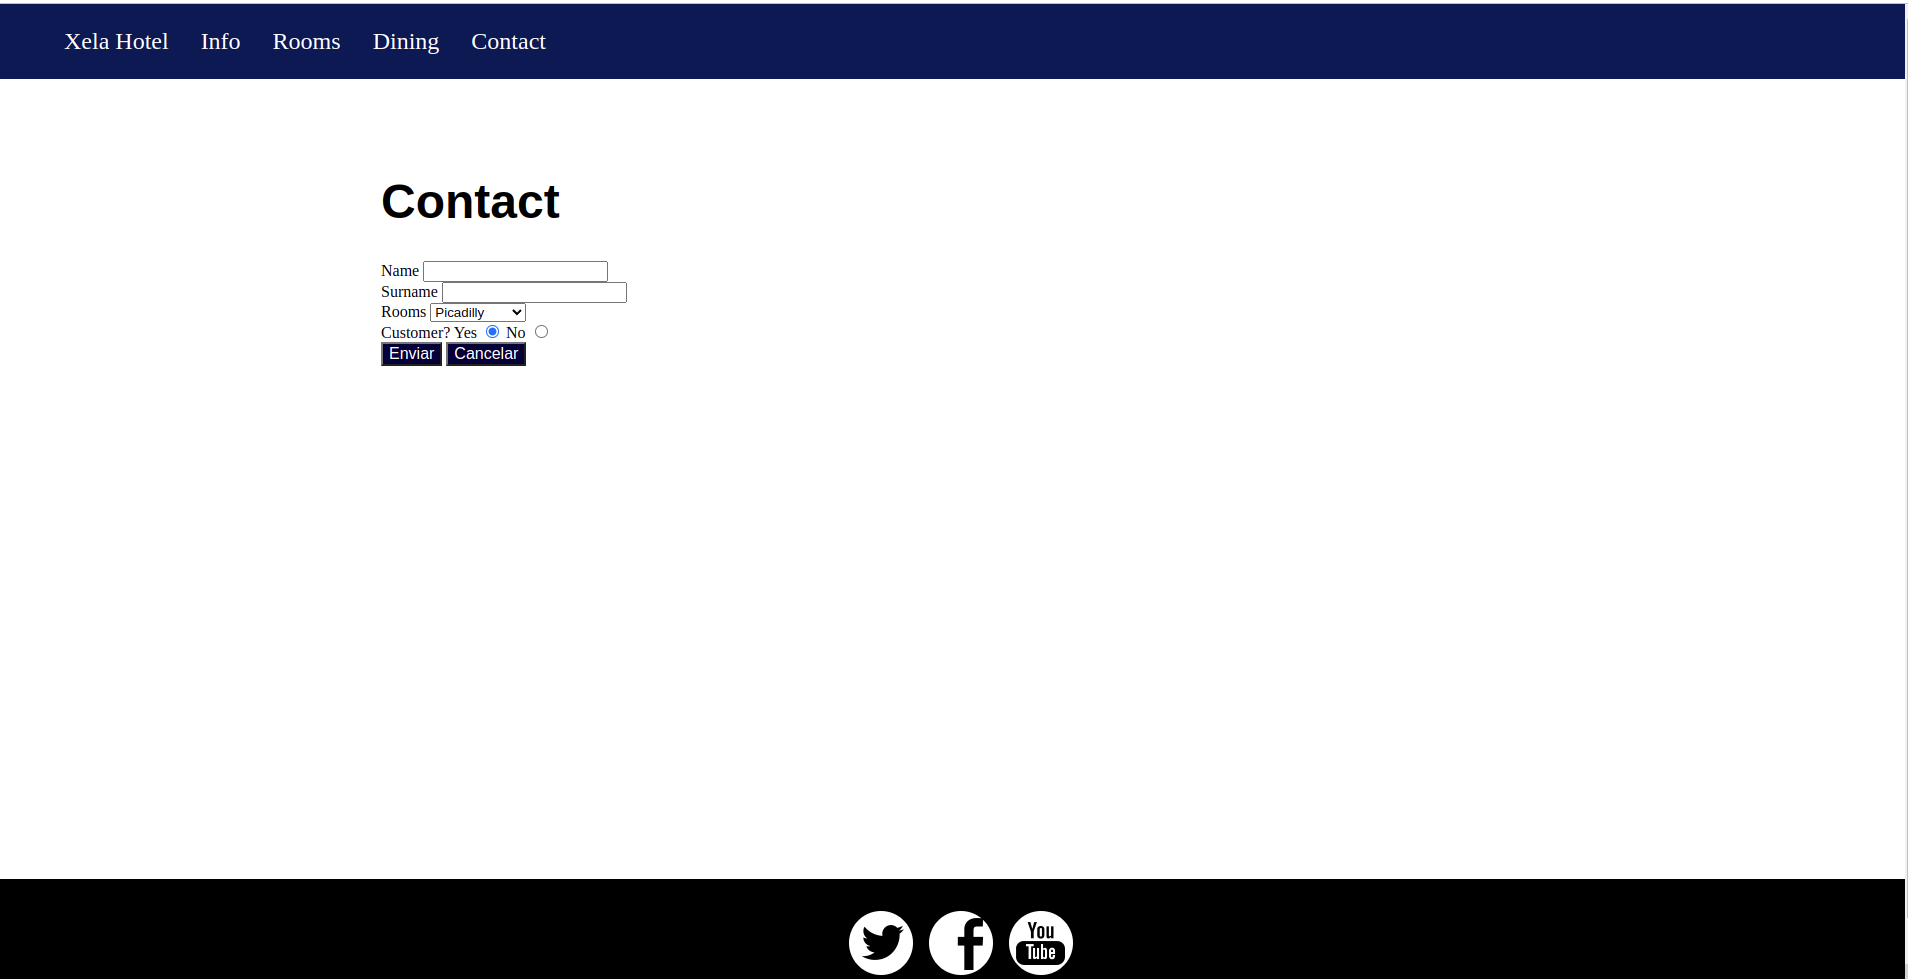 Xela Hotel Info Rooms Dining Contact
Contact
Name
Surname
Rooms Picadilly
Customer? Yes No
Enviar Cancelar
You
Tube